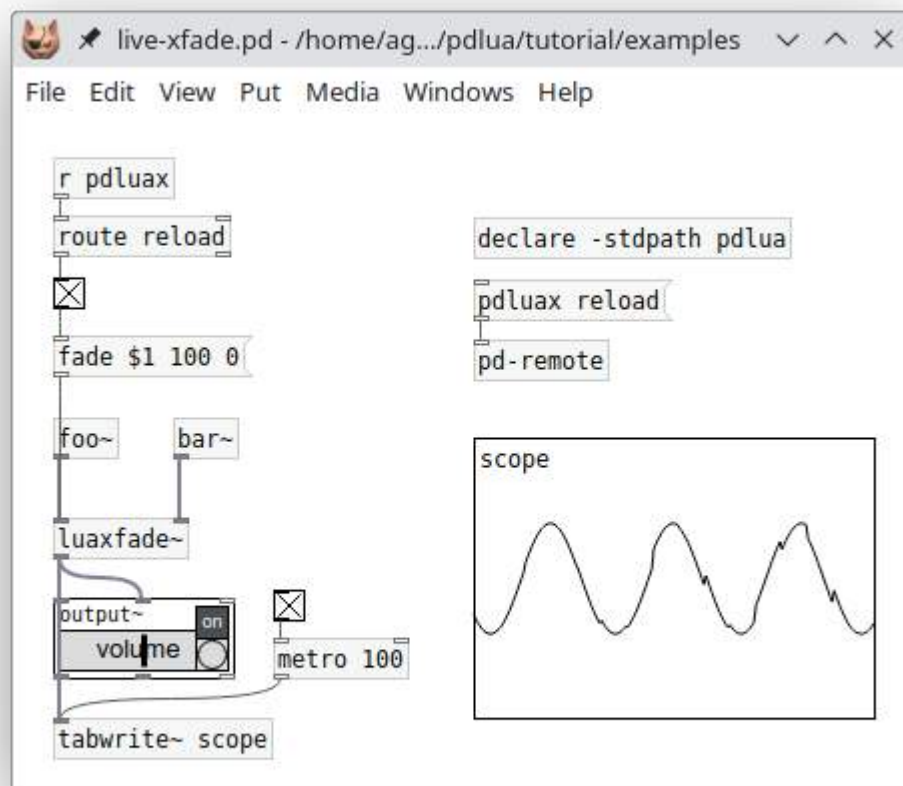 live-xfade.pd - /home/ag.../pdlua/tutorial/examples
File Edit View Put Media Windows Help
r pdluax
route reload
fade $1 100 0
foo~
bar~
luaxfade~
output~
on
volume
metro 100
tabwrite~ scope
declare -stdpath pdlua
pdluax reload
pd-remote
scope